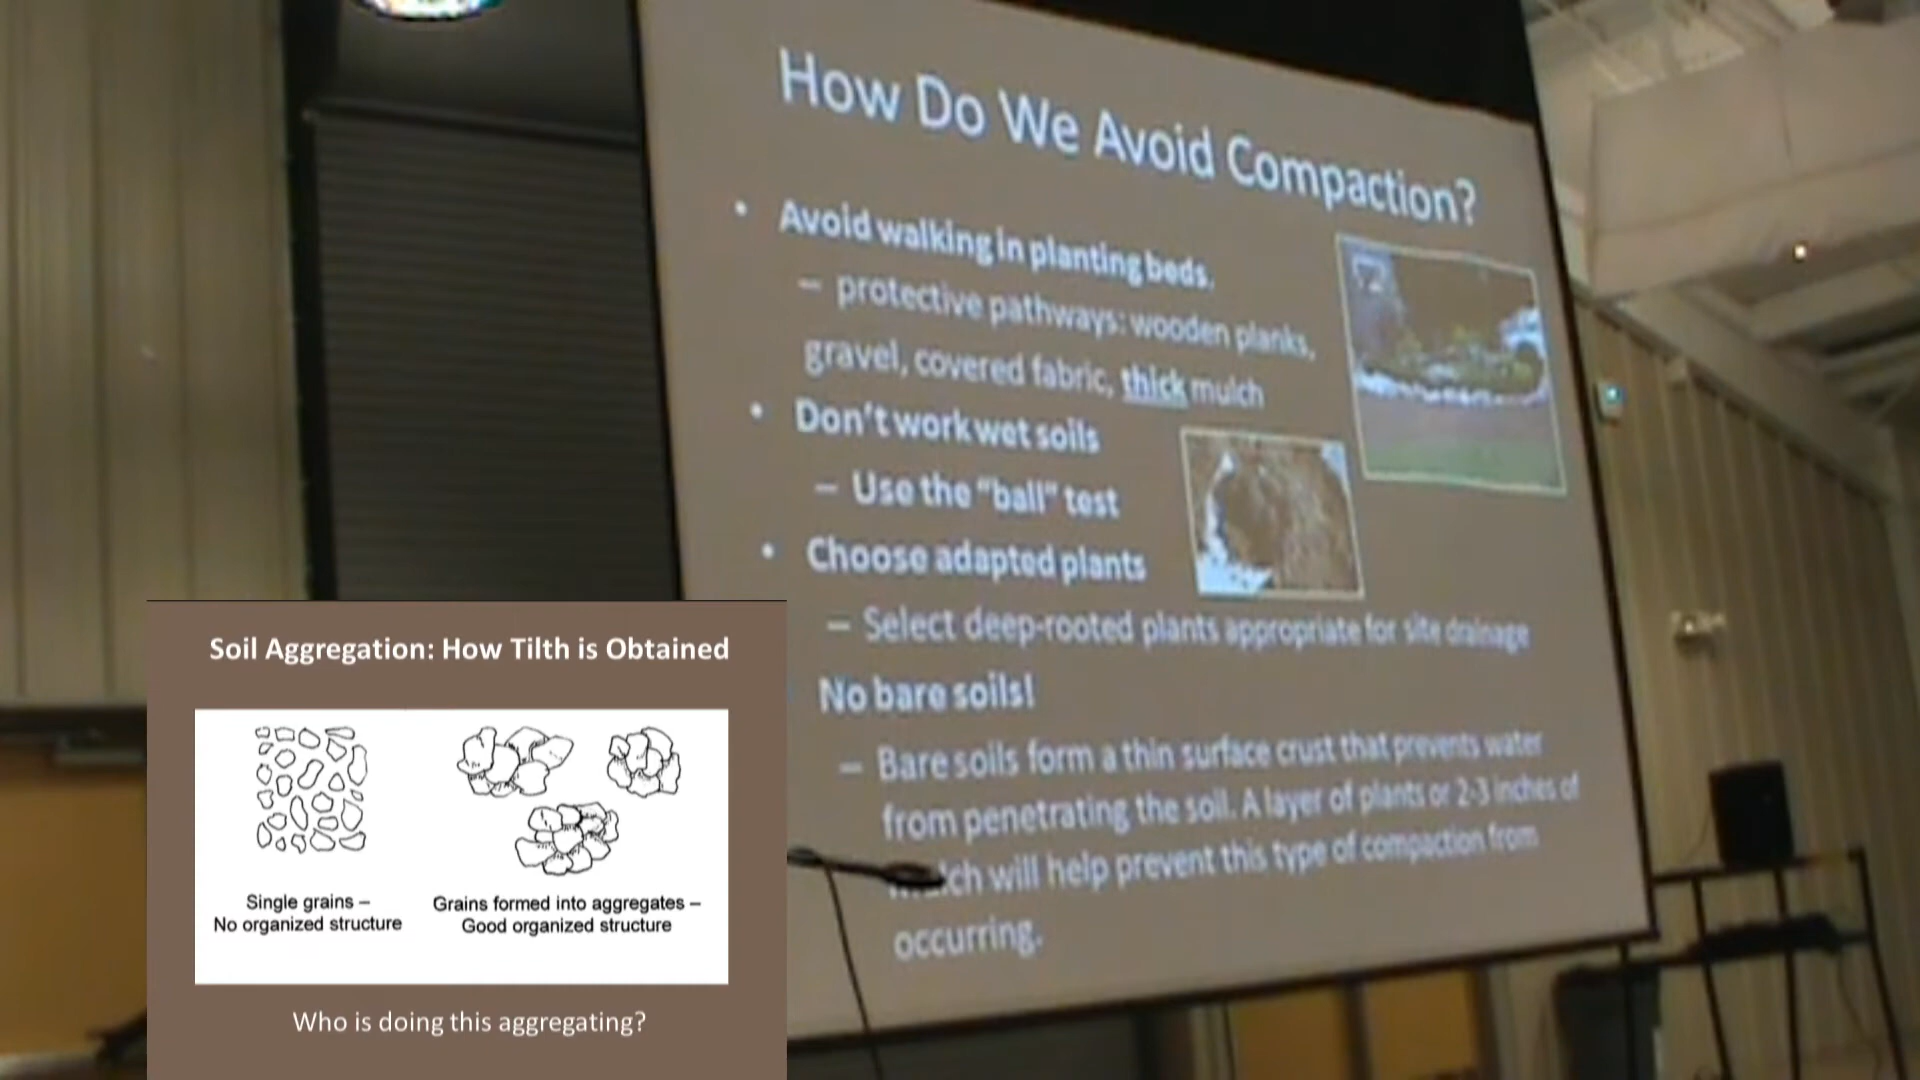 How Do We Avoid Compaction?
• Avoid walking in planting beds.
– protective pathways: wooden planks,
gravel, covered fabric, thick mulch
• Don't work wet soils
– Use the "ball" test
• Choose adapted plants
– Select deep-rooted plants appropriate for site drainage
No bare soils!
– Bare soils form a thin surface crust that prevents water
from penetrating the soil. A layer of plants or 2-3 inches of
will help prevent this type of compaction from
occurring.
Soil Aggregation: How Tilth is Obtained
Single grains –
No organized structure
Grains formed into aggregates –
Good organized structure
Who is doing this aggregating?